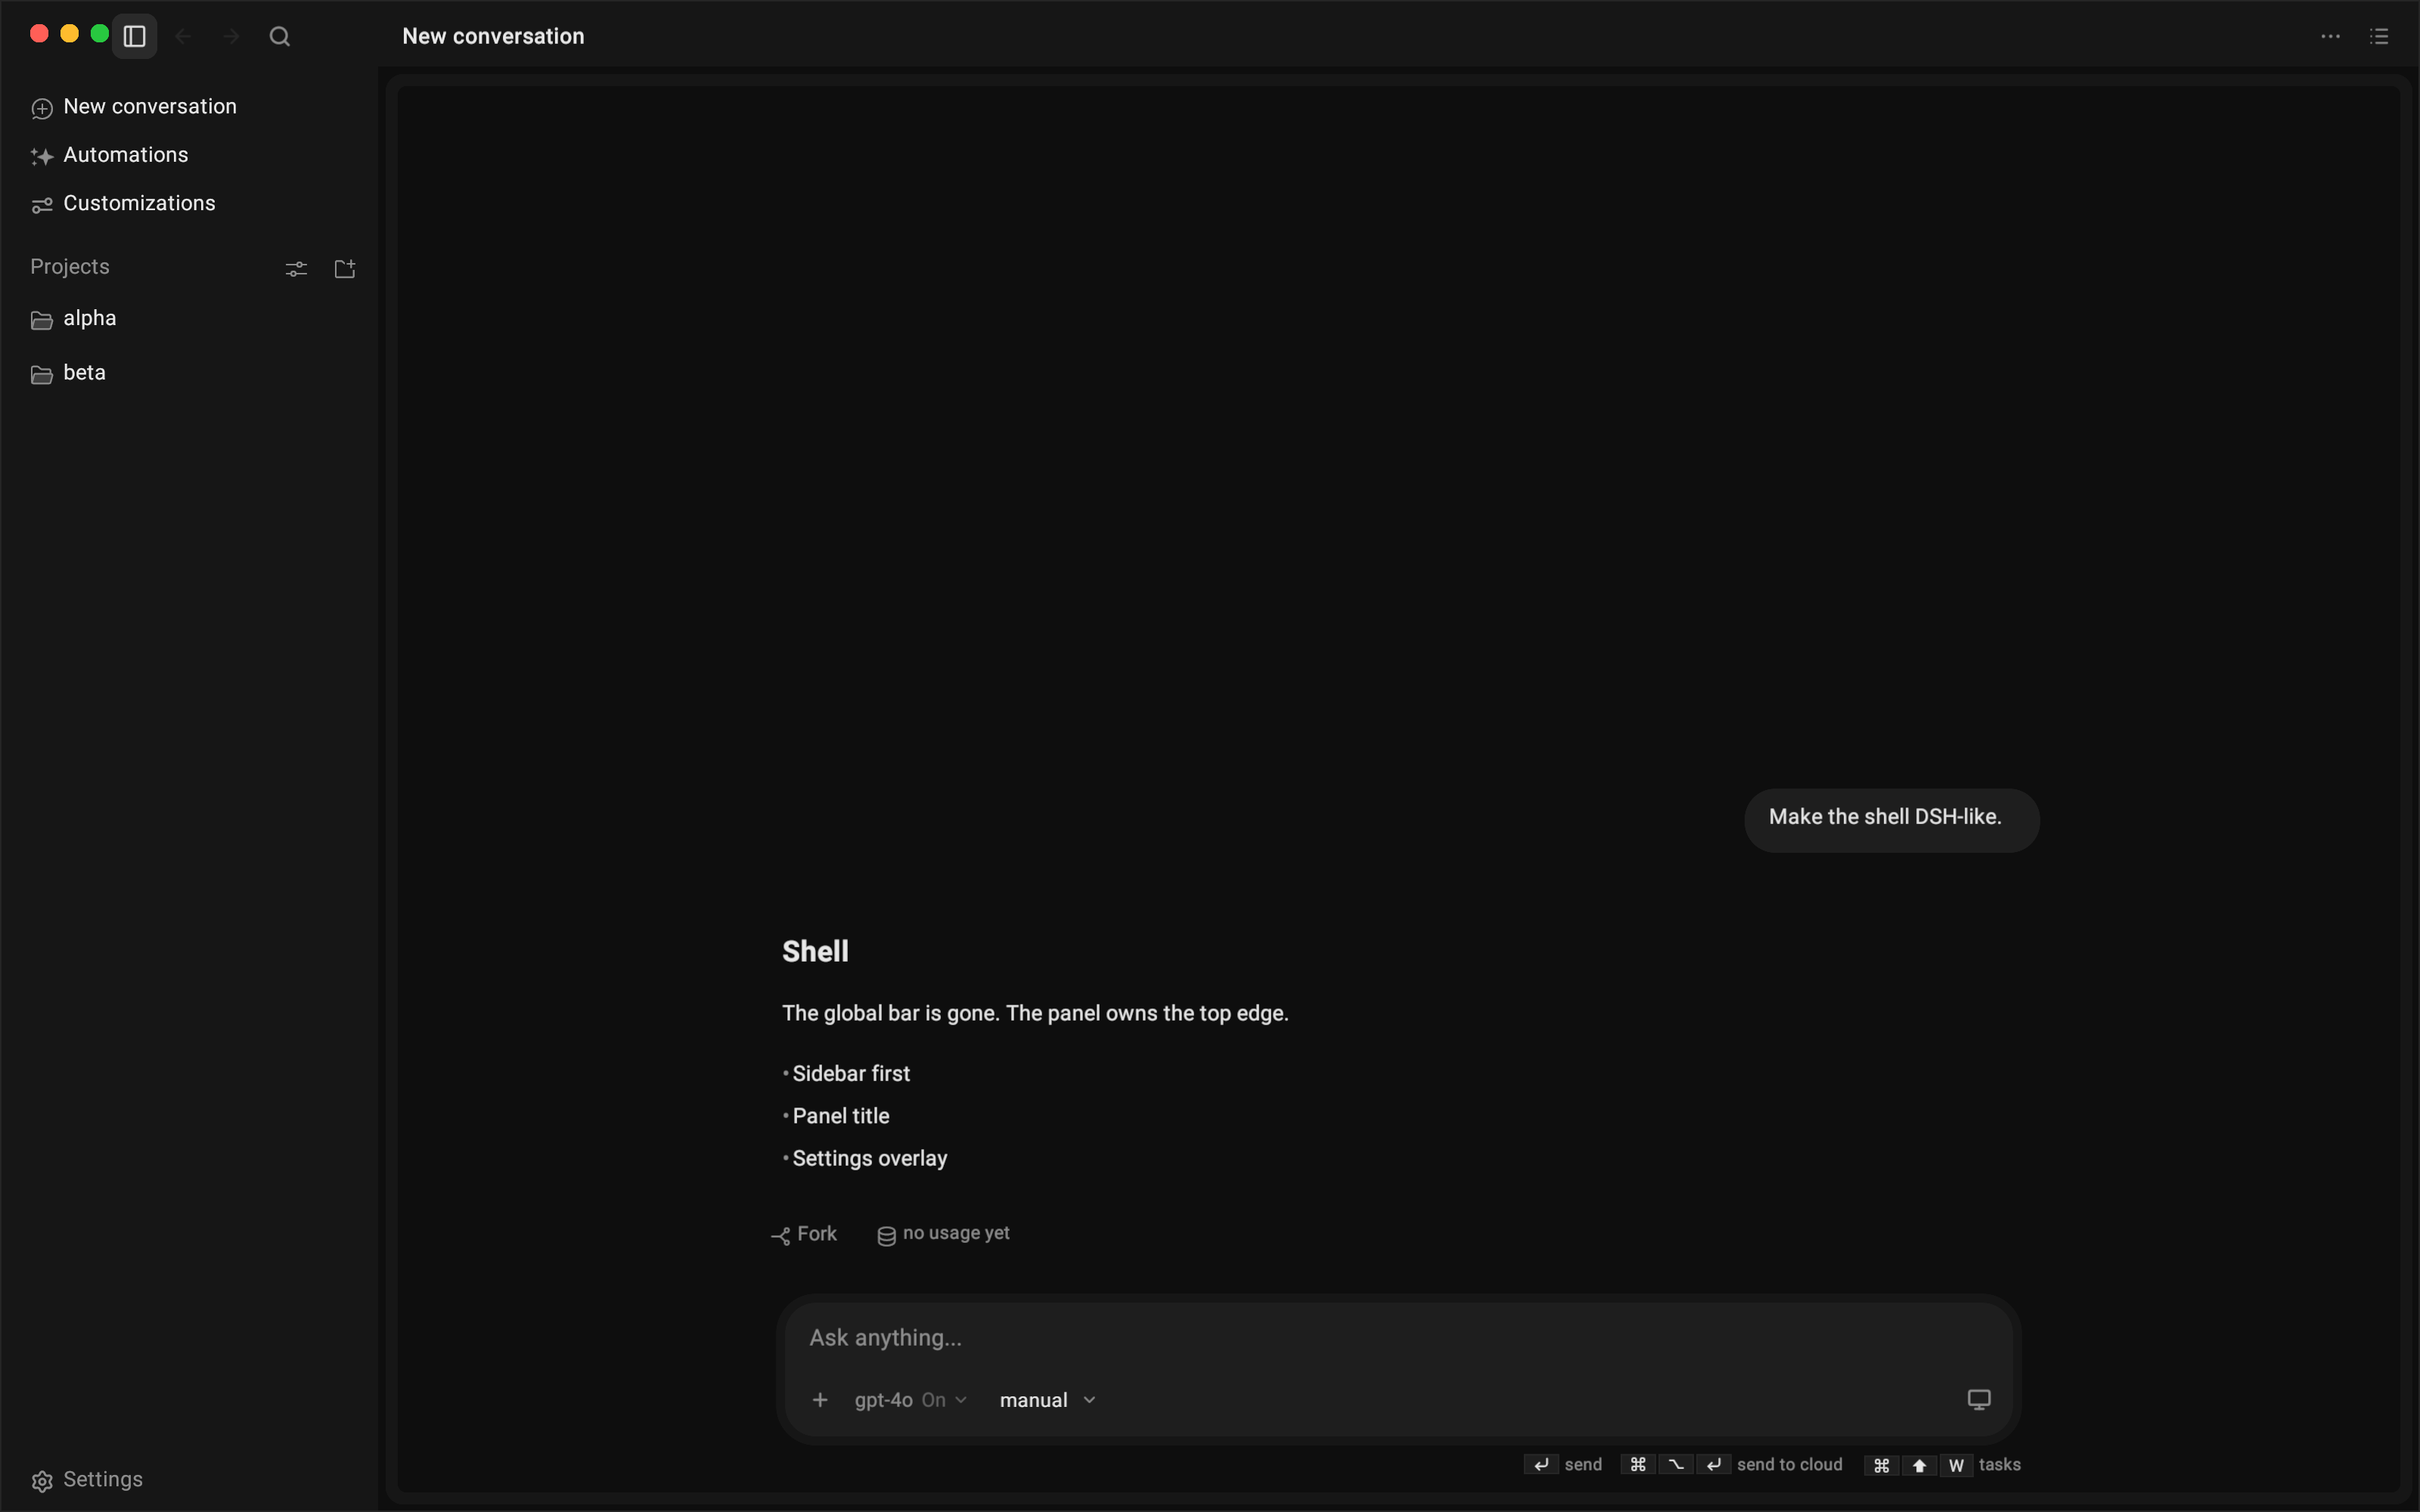 New conversation
New conversation
Automations
Customizations
Projects
alpha
beta
Make the shell DSH-like.
Shell
The global bar is gone. The panel owns the top edge.
• Sidebar first
• Panel title
• Settings overlay
Fork no usage yet
Ask anything...
gpt-4o On manual
send ⌘ ⌥ send to cloud ⌘ W tasks
Settings